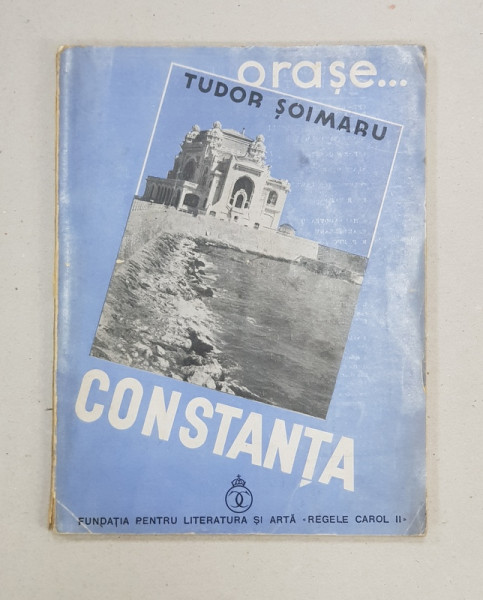 orașe...
TUDOR ȘOIMARU
CONSTANȚA
FUNDAȚIA PENTRU LITERATURA ȘI ARTĂ "REGELE CAROL II"